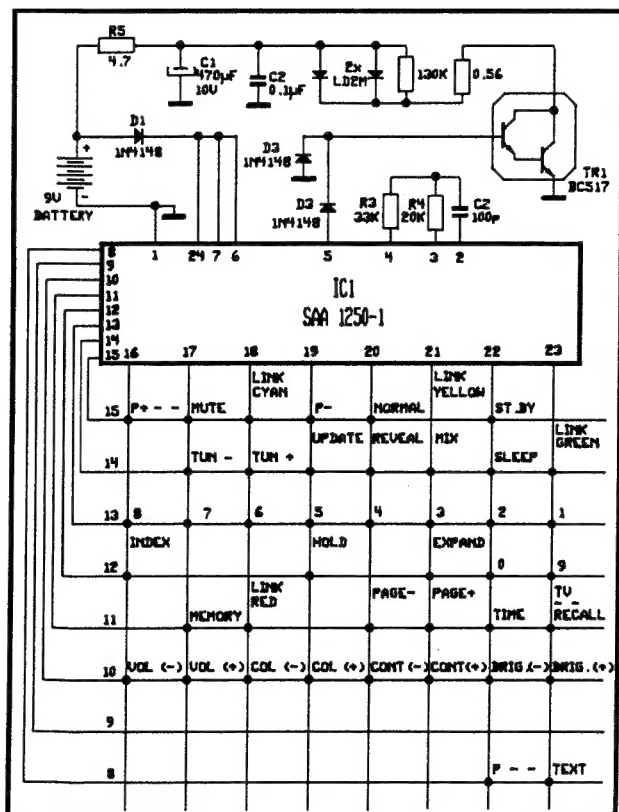 R5
4.7
C1
470µF
10V
C2
0.1µF
2x
LD2M
130K
0.56
D1
1N4148
D3
1N4148
TR1
BC517
+
9V
-
BATTERY
D3
1N4148
R3
33K
R4
20K
C2
100p
1 24 7 6 5 4 3 2
8
9
10
11
12
13
14
15
IC1
SAA 1250-1
16 17 18 19 20 21 22 23
LINK
CYAN
LINK
YELLOW
P+ - - MUTE P- NORMAL ST.BY
15
UPDATE REVEAL MIX
LINK
GREEN
TUN - TUN + SLEEP
14
8 7 6 5 4 3 2 1
13
INDEX HOLD EXPAND
0 9
12
LINK
RED
PAGE- PAGE+
TV
- -
MEMORY TIME RECALL
11
VOL (-) VOL (+) COL (-) COL (+) CONT (-) CONT(+) BRIG.(-) BRIG.(+)
10
9
P - - TEXT
8